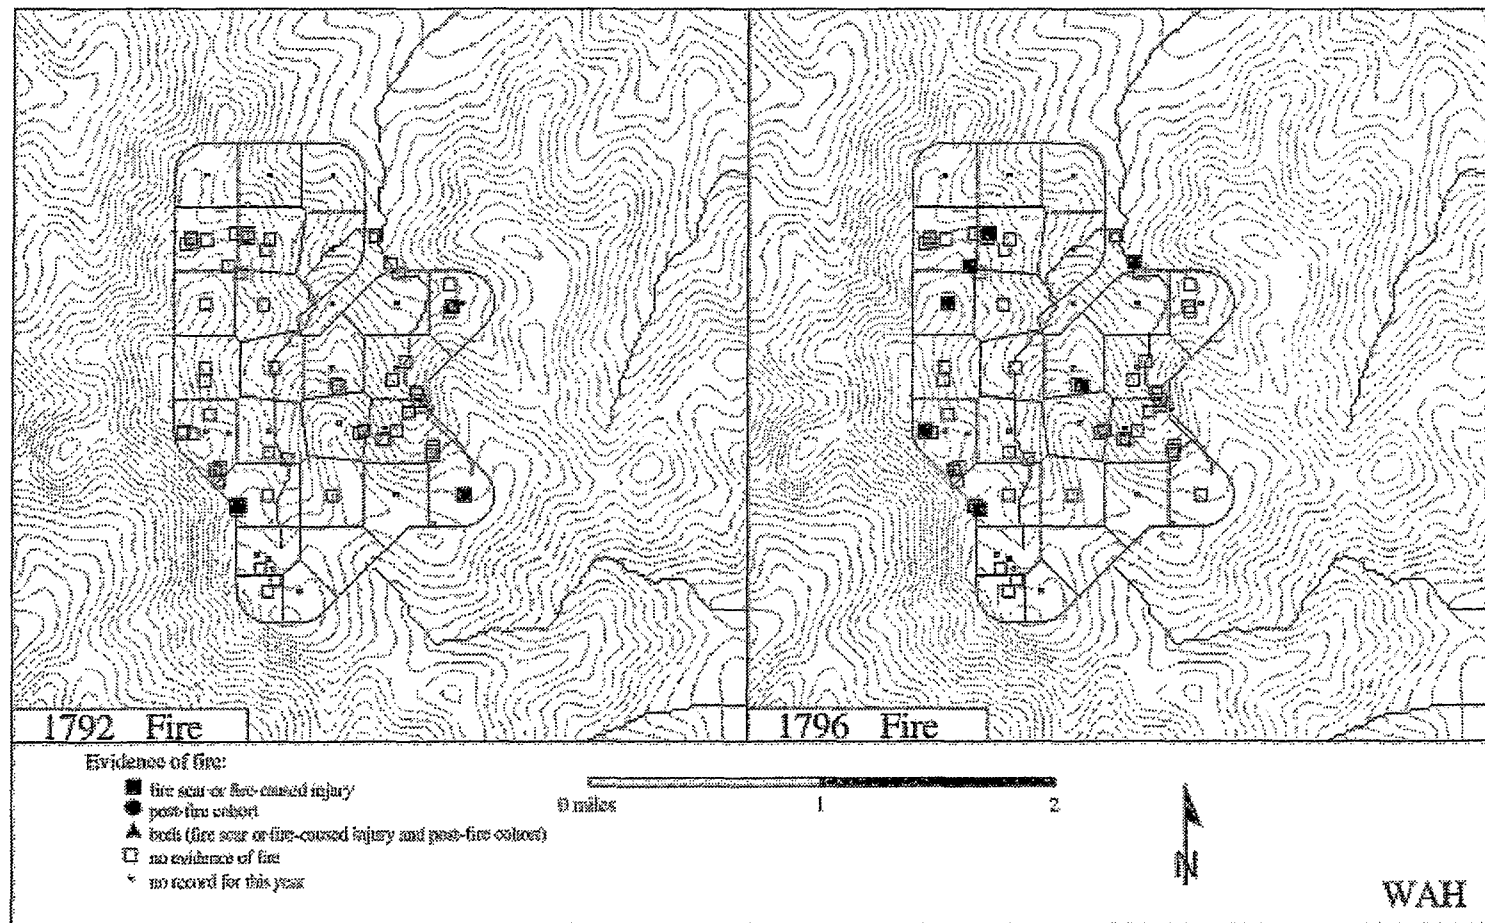 1792 Fire
1796 Fire
Evidence of fire:
fire scar or fire-caused injury
post-fire cohort
both (fire scar or fire-caused injury and post-fire cohort)
no evidence of fire
no record for this year
0 miles 1 2
N
WAH